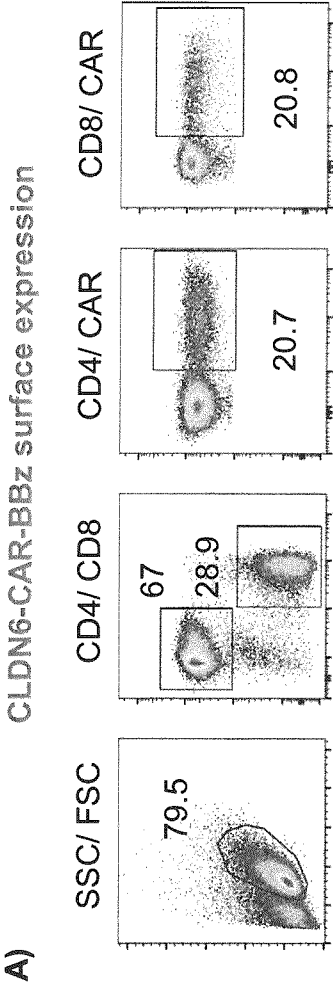 A)
CLDN6-CAR-BBz surface expression
SSC/ FSC
CD4/ CD8
CD4/ CAR
CD8/ CAR
79.5
67
28.9
20.7
20.8